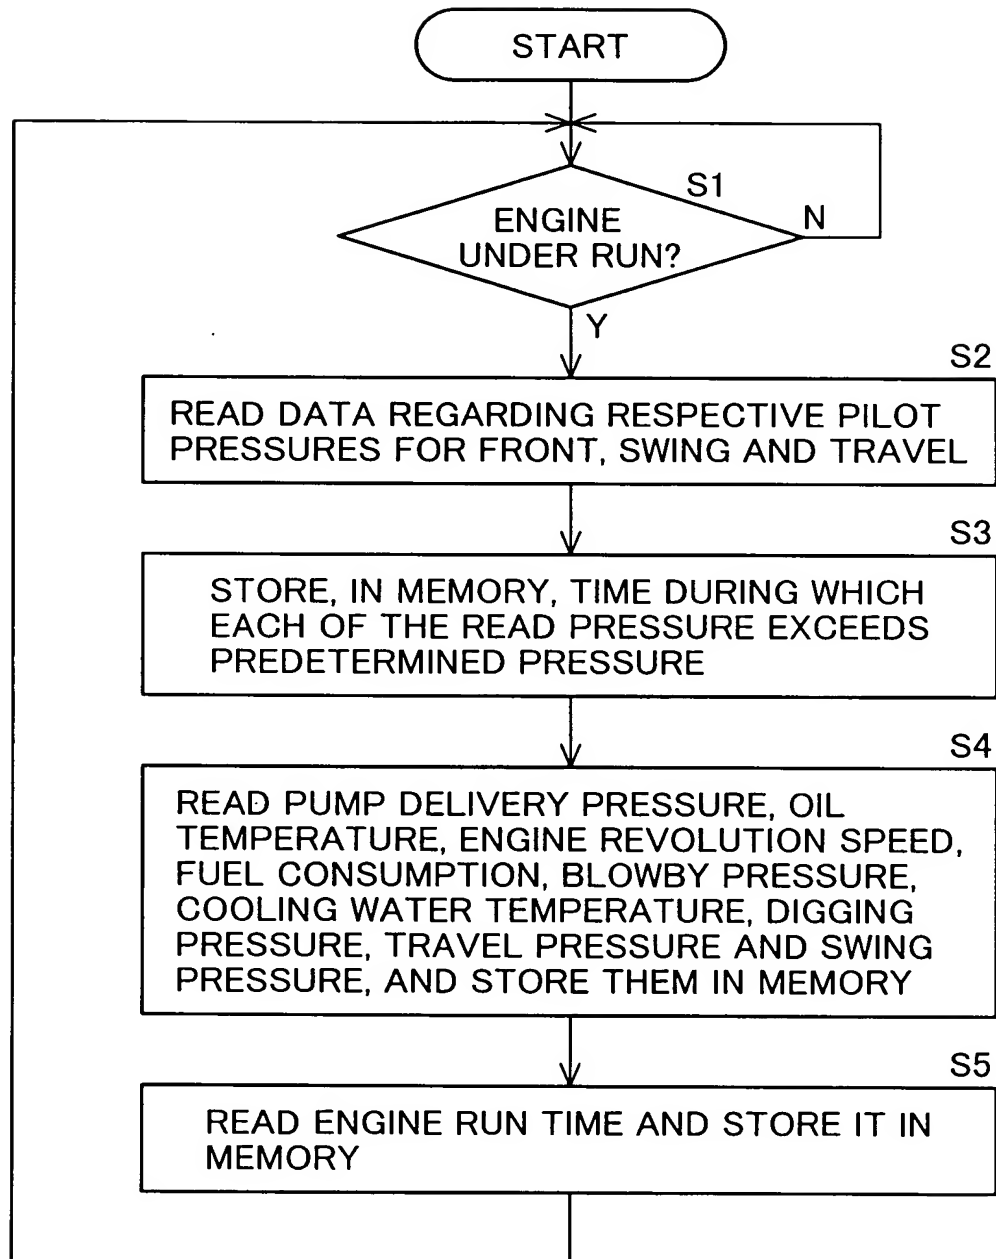 START
S1
ENGINE
UNDER RUN?
N
Y
S2
READ DATA REGARDING RESPECTIVE PILOT
PRESSURES FOR FRONT, SWING AND TRAVEL
S3
STORE, IN MEMORY, TIME DURING WHICH
EACH OF THE READ PRESSURE EXCEEDS
PREDETERMINED PRESSURE
S4
READ PUMP DELIVERY PRESSURE, OIL
TEMPERATURE, ENGINE REVOLUTION SPEED,
FUEL CONSUMPTION, BLOWBY PRESSURE,
COOLING WATER TEMPERATURE, DIGGING
PRESSURE, TRAVEL PRESSURE AND SWING
PRESSURE, AND STORE THEM IN MEMORY
S5
READ ENGINE RUN TIME AND STORE IT IN
MEMORY